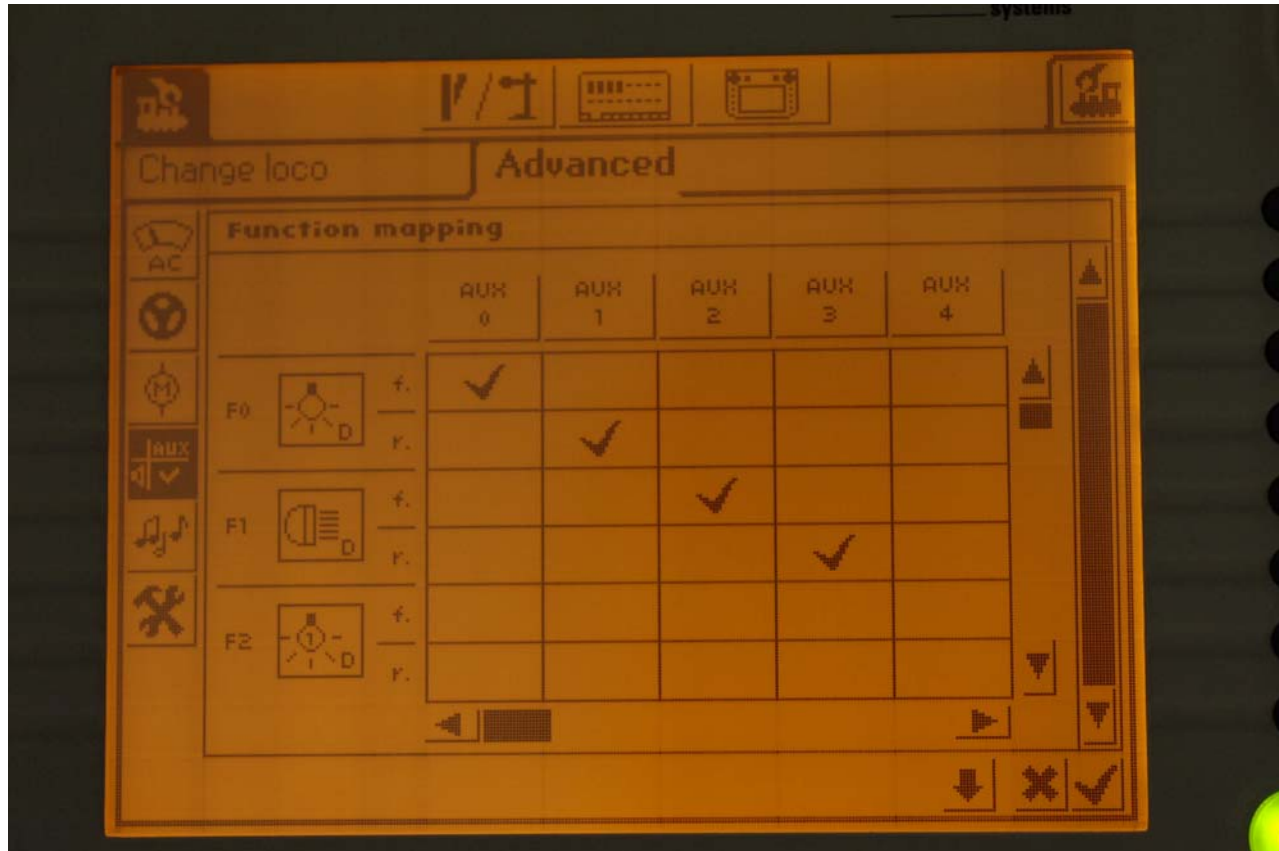 systems
Change loco Advanced
Function mapping
AC
AUX 0 AUX 1 AUX 2 AUX 3 AUX 4
F0 D f.
r.
M
AUX
F1 D f.
r.
F2 1 D f.
r.